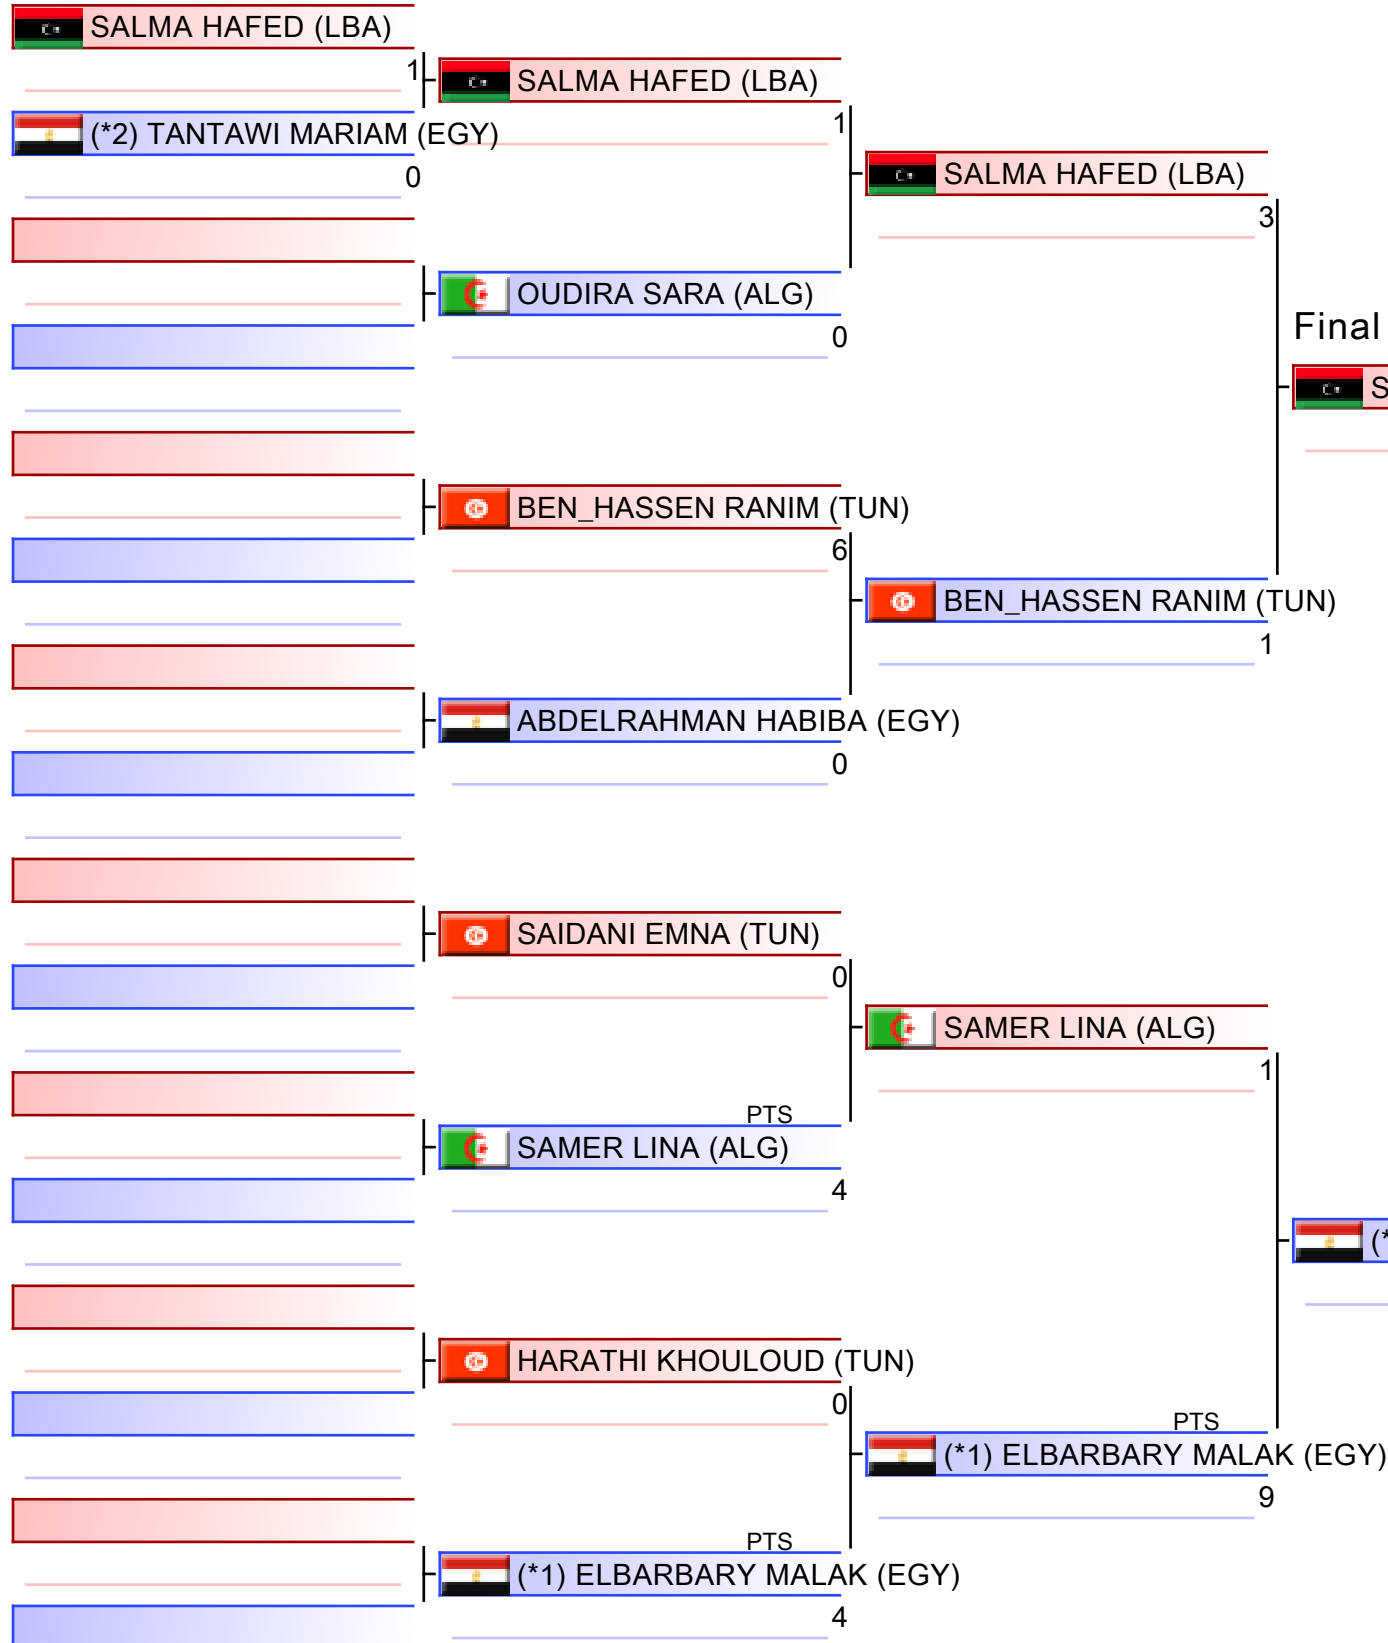 SALMA HAFED (LBA)
1
SALMA HAFED (LBA)
1
(*2) TANTAWI MARIAM (EGY)
0
SALMA HAFED (LBA)
3
OUDIRA SARA (ALG)
0
Final
S
BEN_HASSEN RANIM (TUN)
6
BEN_HASSEN RANIM (TUN)
1
ABDELRAHMAN HABIBA (EGY)
0
SAIDANI EMNA (TUN)
0
SAMER LINA (ALG)
1
PTS
SAMER LINA (ALG)
4
(*
HARATHI KHOULOUD (TUN)
0
PTS
(*1) ELBARBARY MALAK (EGY)
9
PTS
(*1) ELBARBARY MALAK (EGY)
4